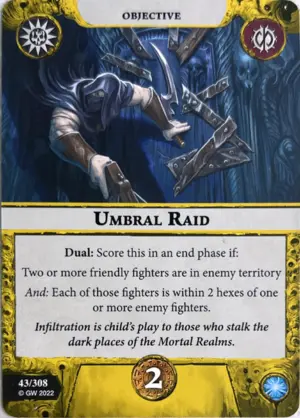 OBJECTIVE
UMBRAL RAID
Dual: Score this in an end phase if:
Two or more friendly fighters are in enemy territory
And: Each of those fighters is within 2 hexes of one
or more enemy fighters.
Infiltration is child's play to those who stalk the
dark places of the Mortal Realms.
43/308
© GW 2022
2